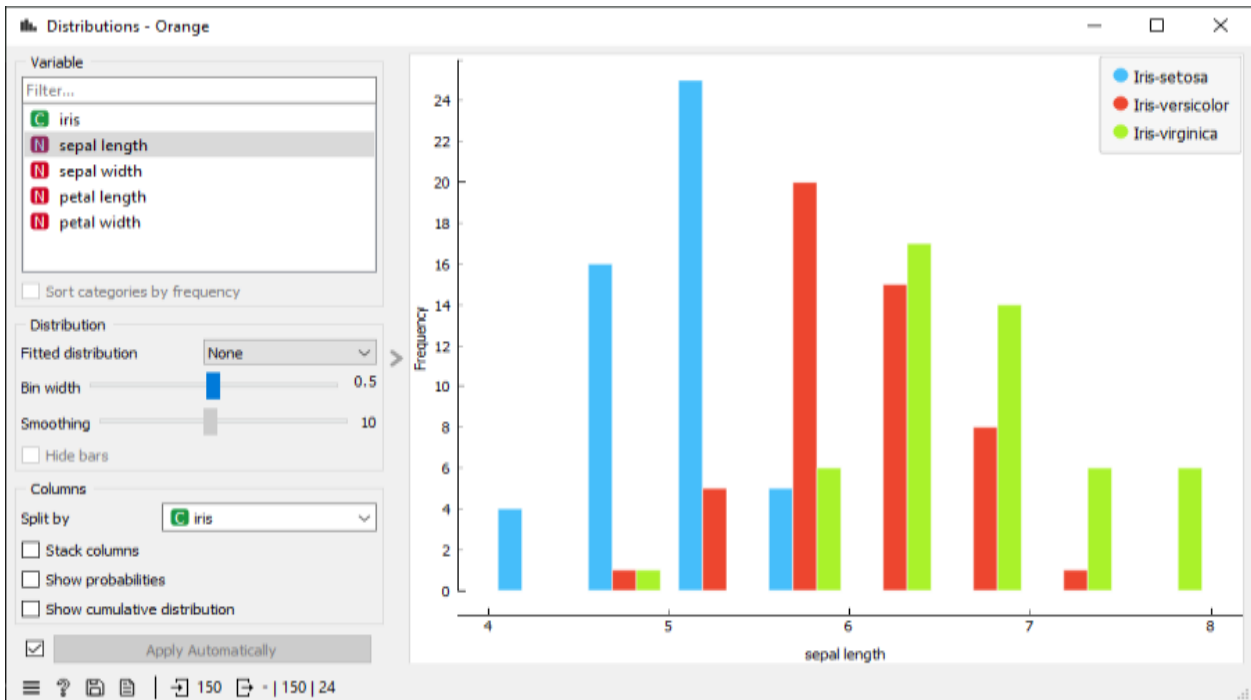 Distributions - Orange
Variable
Filter...
C iris
N sepal length
N sepal width
N petal length
N petal width
Sort categories by frequency
Distribution
Fitted distribution None
Bin width 0.5
Smoothing 10
Hide bars
Columns
Split by C iris
Stack columns
Show probabilities
Show cumulative distribution
Apply Automatically
? 150 - | 150 | 24
Iris-setosa
Iris-versicolor
Iris-virginica
Frequency
24
22
20
18
16
14
12
10
8
6
4
2
0
4 5 6 7 8
sepal length